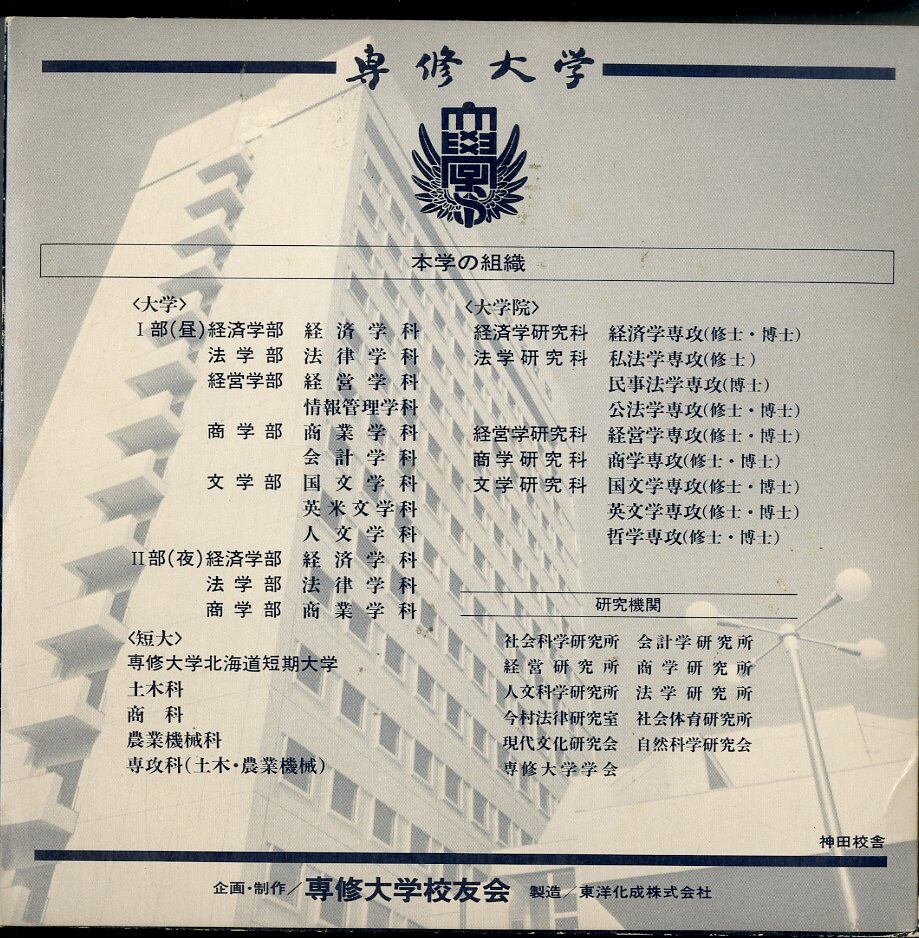 専修大学
本学の組織
〈大学〉
Ⅰ部(昼)経済学部 経済学科
法学部 法律学科
経営学部 経営学科
情報管理学科
商学部 商業学科
会計学科
文学部 国文学科
英米文学科
人文学科
Ⅱ部(夜)経済学部 経済学科
法学部 法律学科
商学部 商業学科
〈短大〉
専修大学北海道短期大学
土木科
商科
農業機械科
専攻科(土木・農業機械)
〈大学院〉
経済学研究科 経済学専攻(修士・博士)
法学研究科 私法学専攻(修士)
民事法学専攻(博士)
公法学専攻(修士・博士)
経営学研究科 経営学専攻(修士・博士)
商学研究科 商学専攻(修士・博士)
文学研究科 国文学専攻(修士・博士)
英文学専攻(修士・博士)
哲学専攻(修士・博士)
研究機関
社会科学研究所 会計学研究所
経営研究所 商学研究所
人文科学研究所 法学研究所
今村法律研究室 社会体育研究所
現代文化研究会 自然科学研究会
専修大学学会
神田校舎
企画・制作/専修大学校友会 製造/東洋化成株式会社